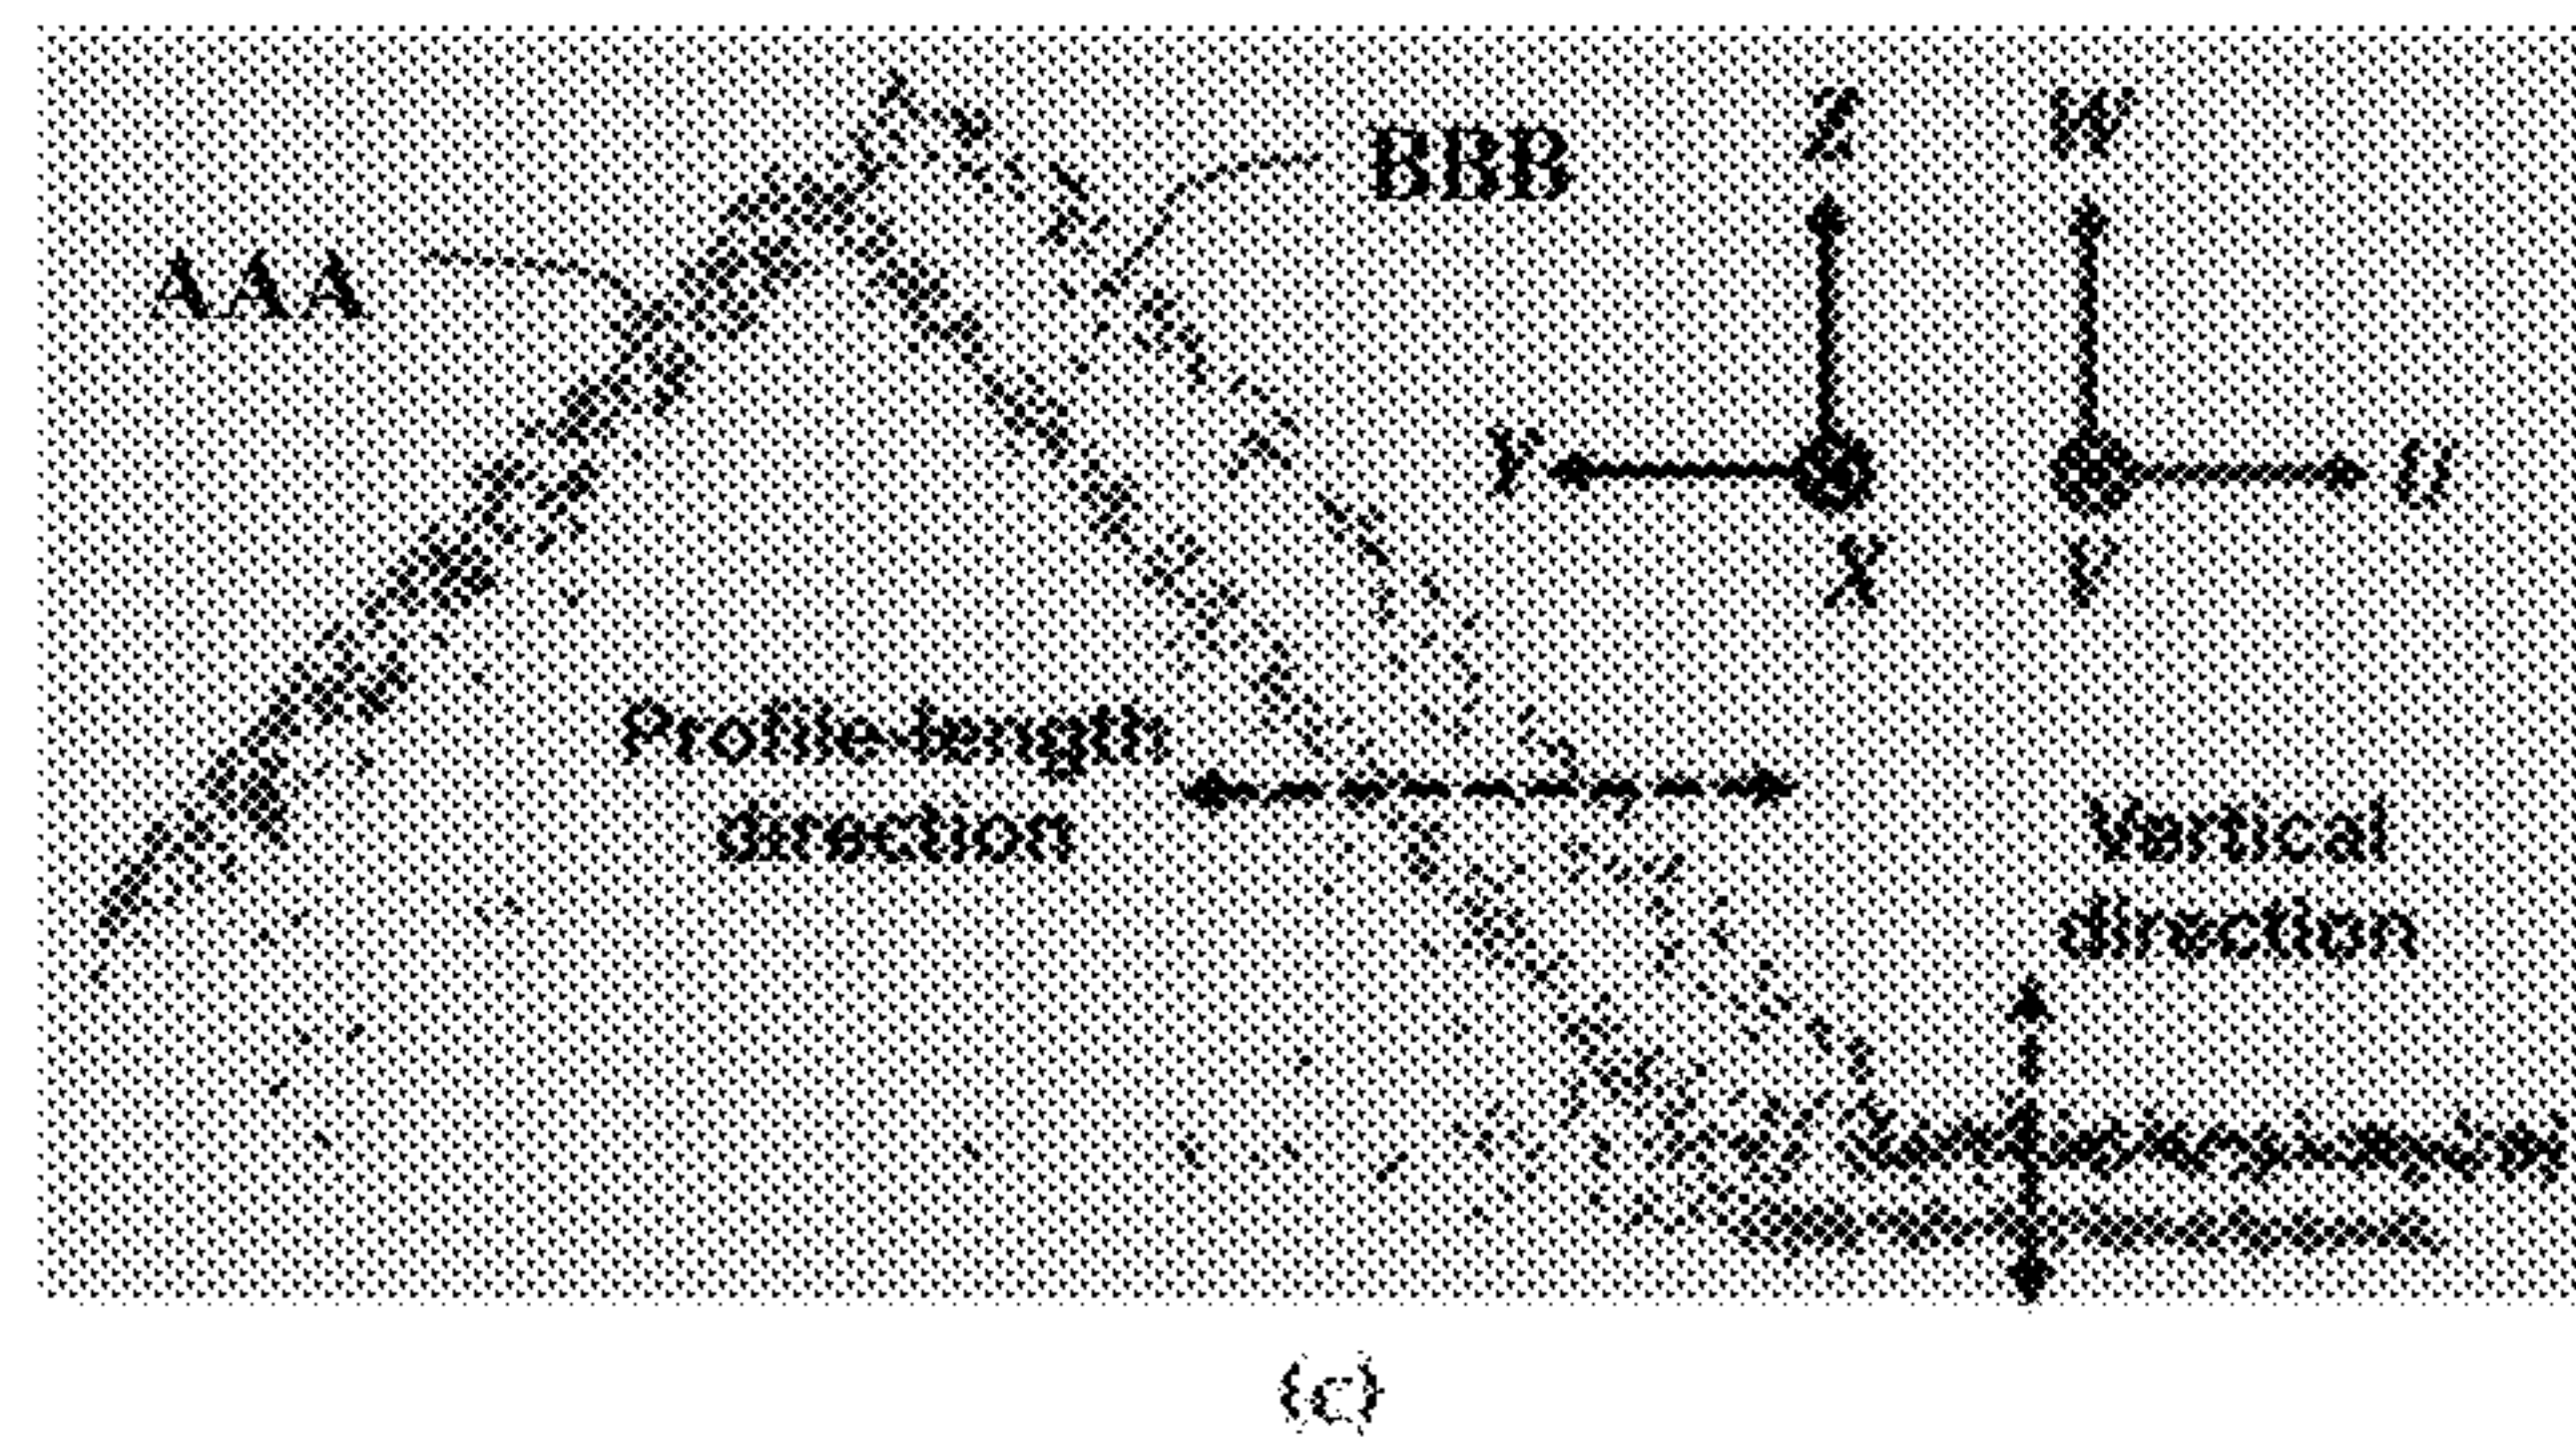 Z W
BBB
AAA
Y U
X V
Profile-length
direction
Vertical
direction
(c)